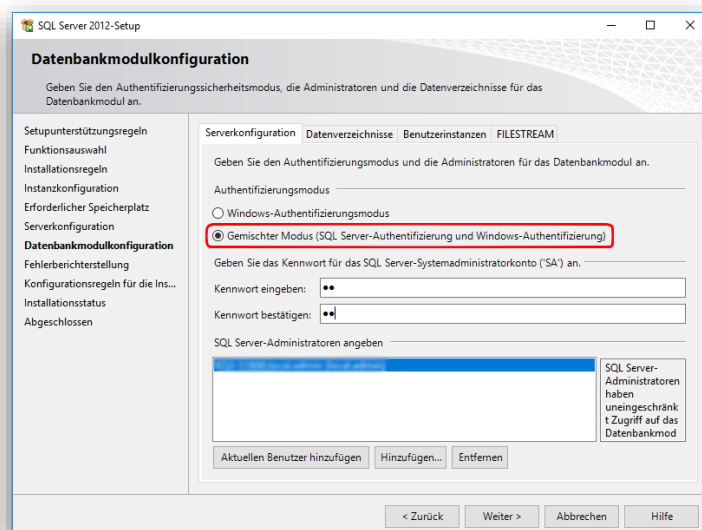 SQL Server 2012-Setup
Datenbankmodulkonfiguration
Geben Sie den Authentifizierungssicherheitsmodus, die Administratoren und die Datenverzeichnisse für das
Datenbankmodul an.
Setupunterstützungsregeln
Funktionsauswahl
Installationsregeln
Instanzkonfiguration
Erforderlicher Speicherplatz
Serverkonfiguration
Datenbankmodulkonfiguration
Fehlerberichterstellung
Konfigurationsregeln für die Ins...
Installationsstatus
Abgeschlossen
Serverkonfiguration Datenverzeichnisse Benutzerinstanzen FILESTREAM
Geben Sie den Authentifizierungsmodus und die Administratoren für das Datenbankmodul an.
Authentifizierungsmodus
Windows-Authentifizierungsmodus
Gemischter Modus (SQL Server-Authentifizierung und Windows-Authentifizierung)
Geben Sie das Kennwort für das SQL Server-Systemadministratorkonto ('SA') an.
Kennwort eingeben: ●●
Kennwort bestätigen: ●●
SQL Server-Administratoren angeben
SQL Server-
Administratoren
haben
uneingeschränk
t Zugriff auf das
Datenbankmod
Aktuellen Benutzer hinzufügen Hinzufügen... Entfernen
< Zurück Weiter > Abbrechen Hilfe